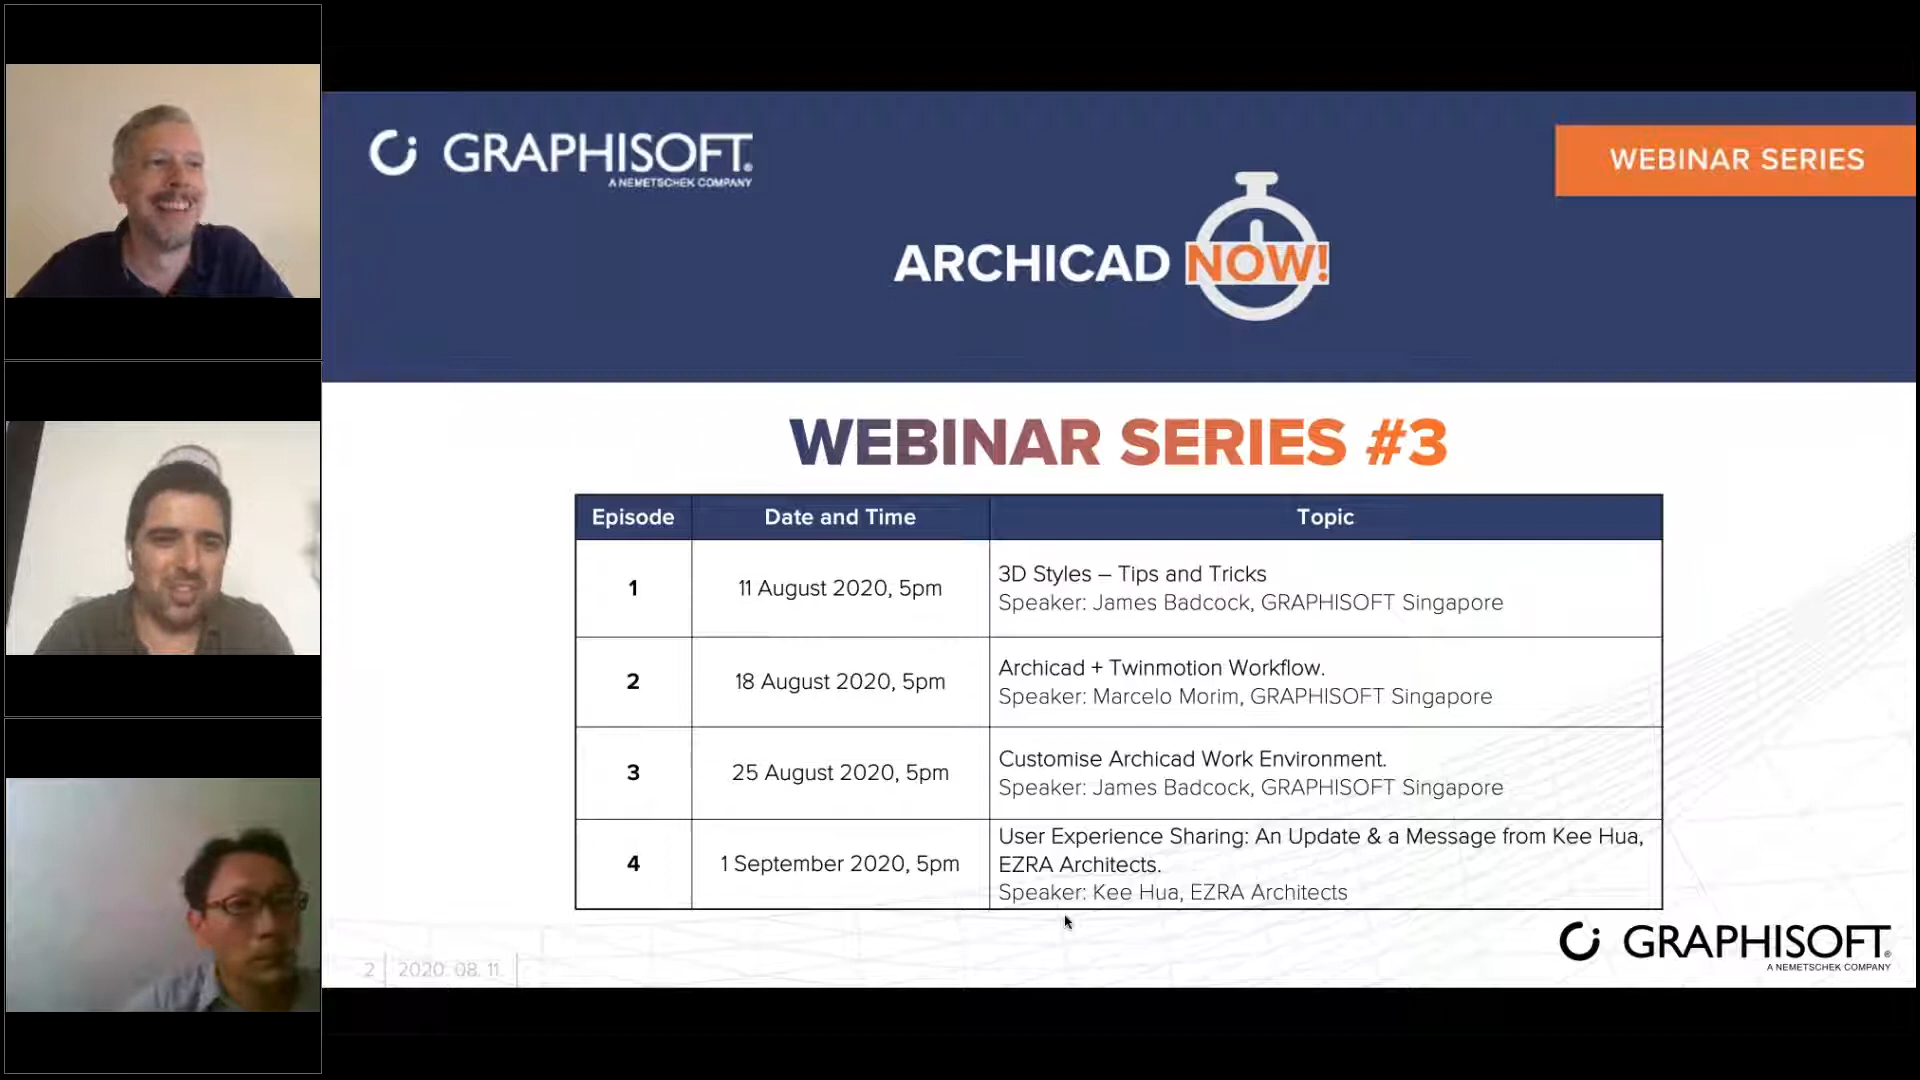 GRAPHISOFT.
A NEMETSCHEK COMPANY
WEBINAR SERIES
ARCHICAD NOW!
WEBINAR SERIES #3
Episode Date and Time Topic
1 11 August 2020, 5pm 3D Styles – Tips and Tricks
Speaker: James Badcock, GRAPHISOFT Singapore
2 18 August 2020, 5pm Archicad + Twinmotion Workflow.
Speaker: Marcelo Morim, GRAPHISOFT Singapore
3 25 August 2020, 5pm Customise Archicad Work Environment.
Speaker: James Badcock, GRAPHISOFT Singapore
4 1 September 2020, 5pm User Experience Sharing: An Update & a Message from Kee Hua,
EZRA Architects.
Speaker: Kee Hua, EZRA Architects
2 2020. 08. 11.
GRAPHISOFT.
A NEMETSCHEK COMPANY